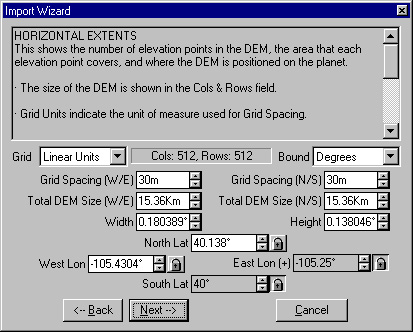 Import Wizard
HORIZONTAL EXTENTS
This shows the number of elevation points in the DEM, the area that each
elevation point covers, and where the DEM is positioned on the planet.
· The size of the DEM is shown in the Cols & Rows field.
· Grid Units indicate the unit of measure used for Grid Spacing.
Grid Linear Units Cols: 512, Rows: 512 Bound Degrees
Grid Spacing (W/E) 30m Grid Spacing (N/S) 30m
Total DEM Size (W/E) 15.36Km Total DEM Size (N/S) 15.36Km
Width 0.180389° Height 0.138046°
North Lat 40.138°
West Lon -105.4304° East Lon (+) -105.25°
South Lat 40°
<-- Back Next --> Cancel